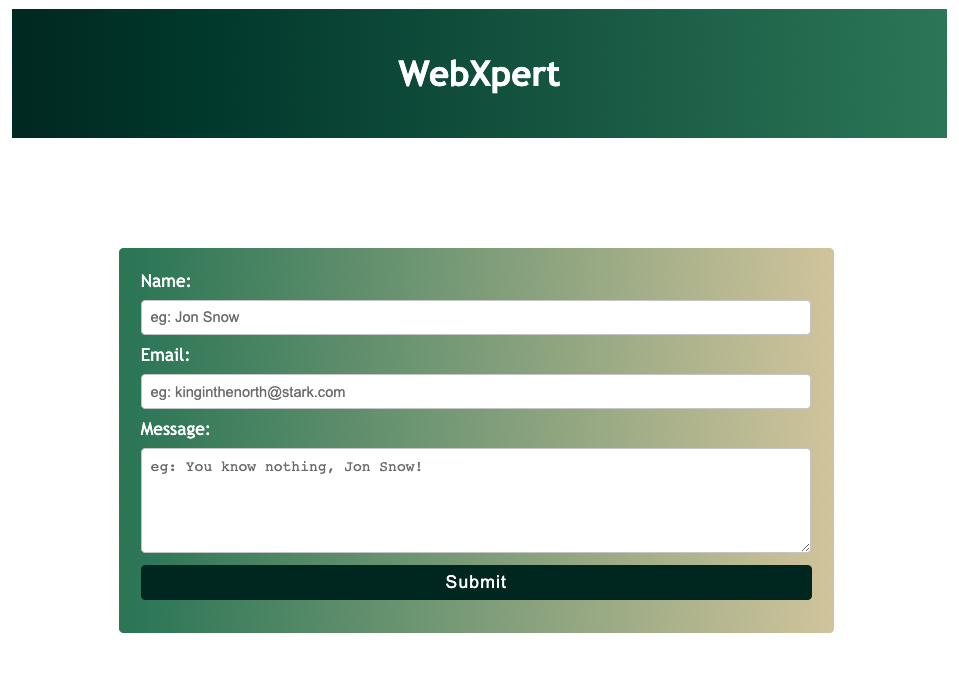 WebXpert
Name:
eg: Jon Snow
Email:
eg: kinginthenorth@stark.com
Message:
eg: You know nothing, Jon Snow!
Submit